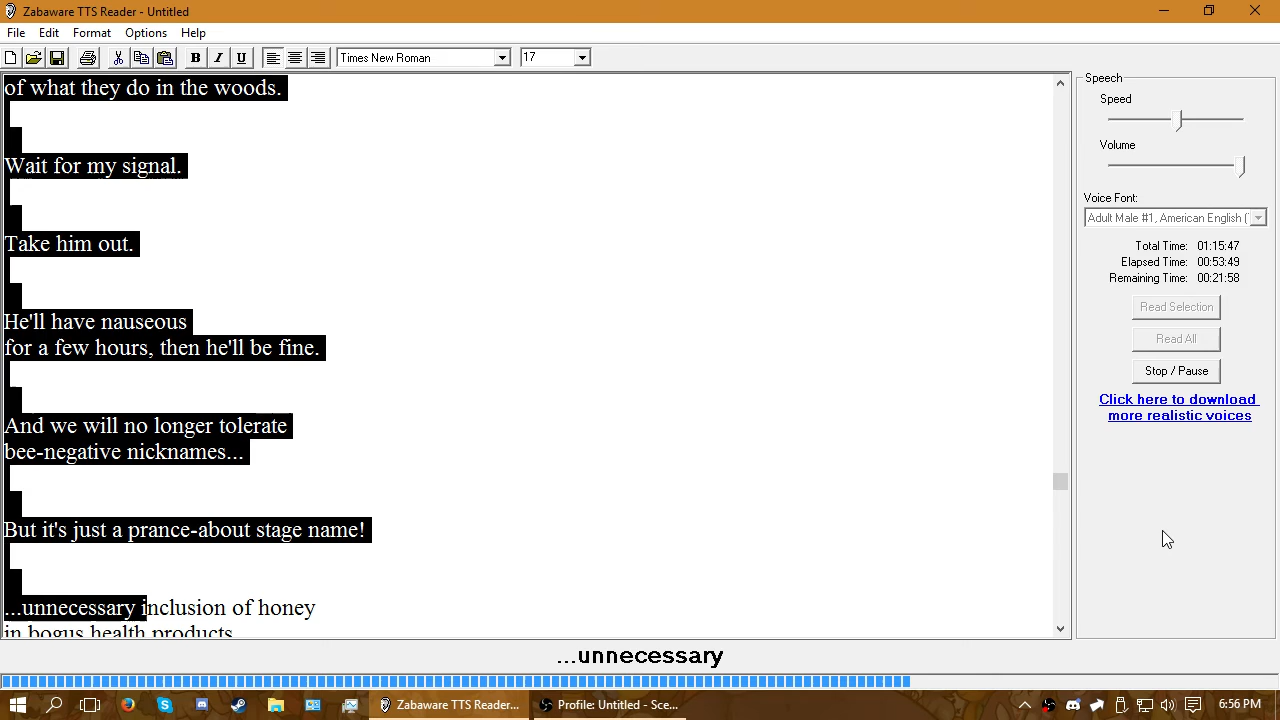 Zabaware TTS Reader - Untitled
File Edit Format Options Help
B I U Times New Roman 17
of what they do in the woods.
Wait for my signal.
Take him out.
He'll have nauseous
for a few hours, then he'll be fine.
And we will no longer tolerate
bee-negative nicknames...
But it's just a prance-about stage name!
...unnecessary inclusion of honey
in bogus health products
Speech
Speed
Volume
Voice Font:
Adult Male #1, American English (
Total Time: 01:15:47
Elapsed Time: 00:53:49
Remaining Time: 00:21:58
Read Selection
Read All
Stop / Pause
Click here to download
more realistic voices
...unnecessary
Zabaware TTS Reader... Profile: Untitled - Sce... 6:56 PM